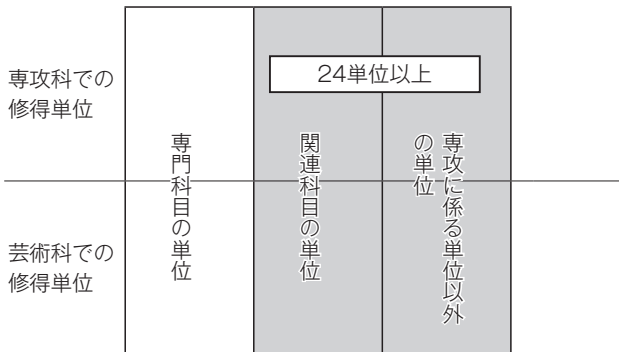 専攻科での
修得単位
24単位以上
専門科目の単位
関連科目の単位
専攻に係る単位以外
の単位
芸術科での
修得単位